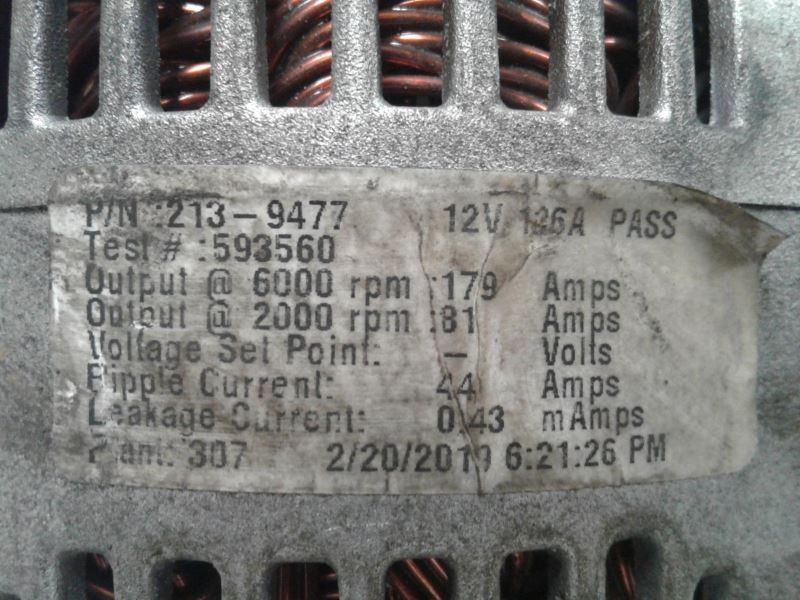 P/N :213-9477 12V 136A PASS
Test # :593560
Output @ 6000 rpm :179 Amps
Output @ 2000 rpm :81 Amps
Voltage Set Point: - Volts
Ripple Current: 44 Amps
Leakage Current: 0.43 mAmps
Plant: 307 2/20/2019 6:21:26 PM